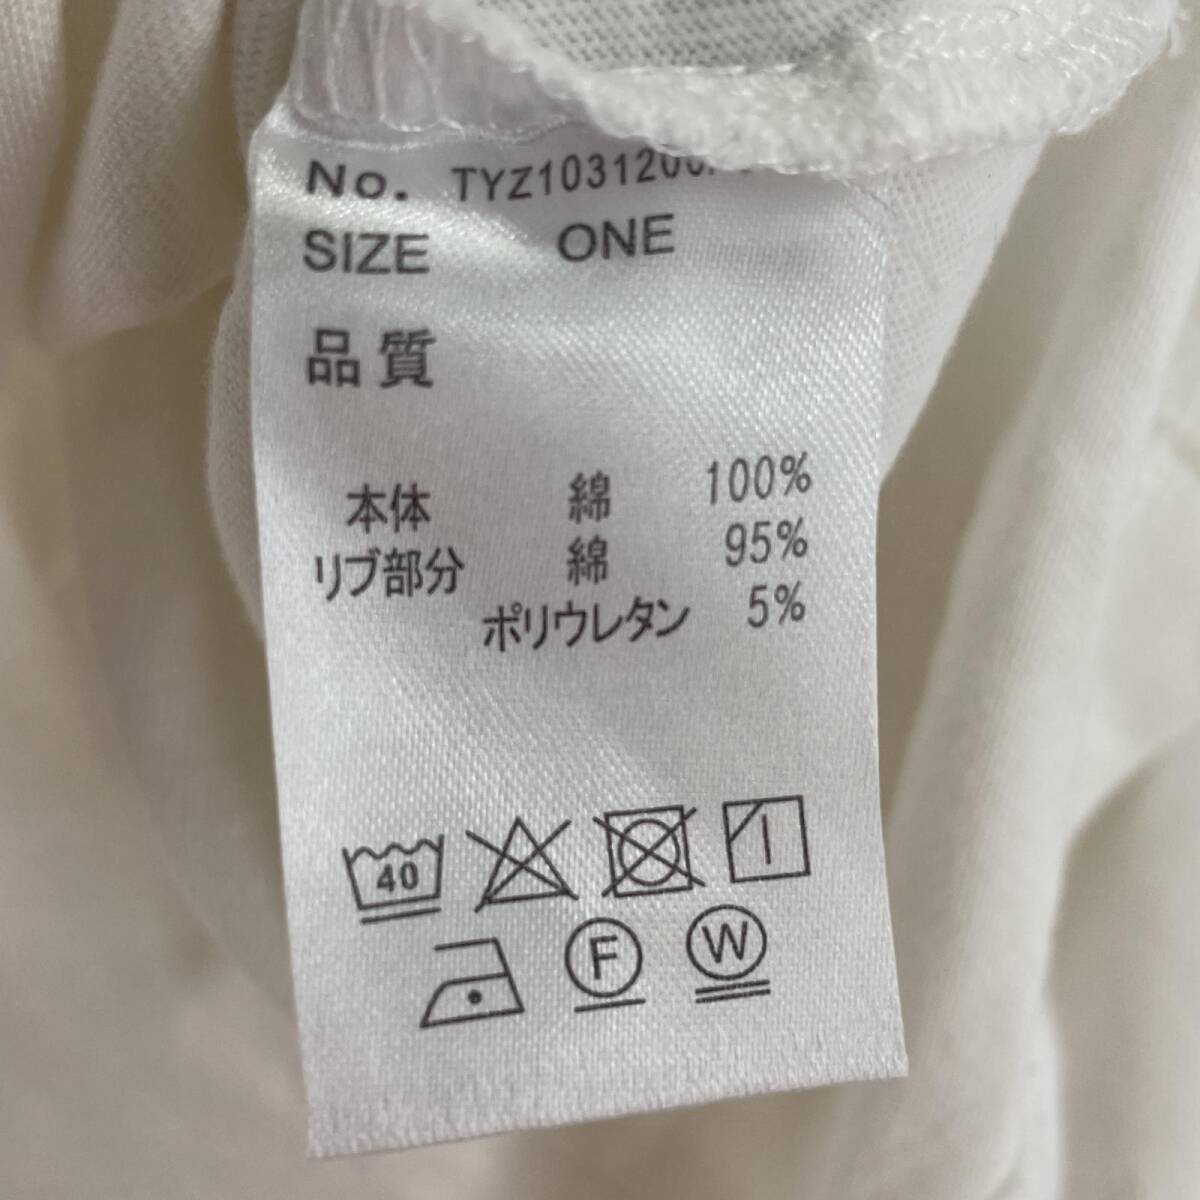 No. TYZ1031200
SIZE ONE
品質
本体 綿 100%
リブ部分 綿 95%
ポリウレタン 5%
40
F W